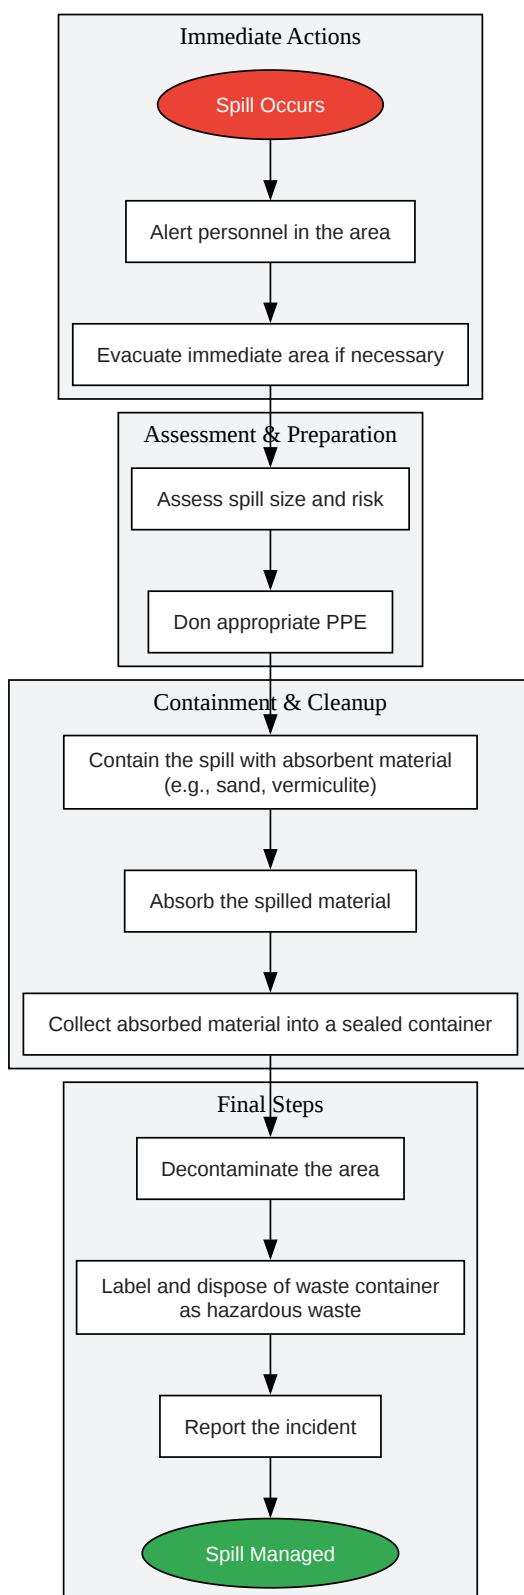 Immediate Actions
Spill Occurs
Alert personnel in the area
Evacuate immediate area if necessary
Assessment & Preparation
Assess spill size and risk
Don appropriate PPE
Containment & Cleanup
Contain the spill with absorbent material
(e.g., sand, vermiculite)
Absorb the spilled material
Collect absorbed material into a sealed container
Final Steps
Decontaminate the area
Label and dispose of waste container
as hazardous waste
Report the incident
Spill Managed